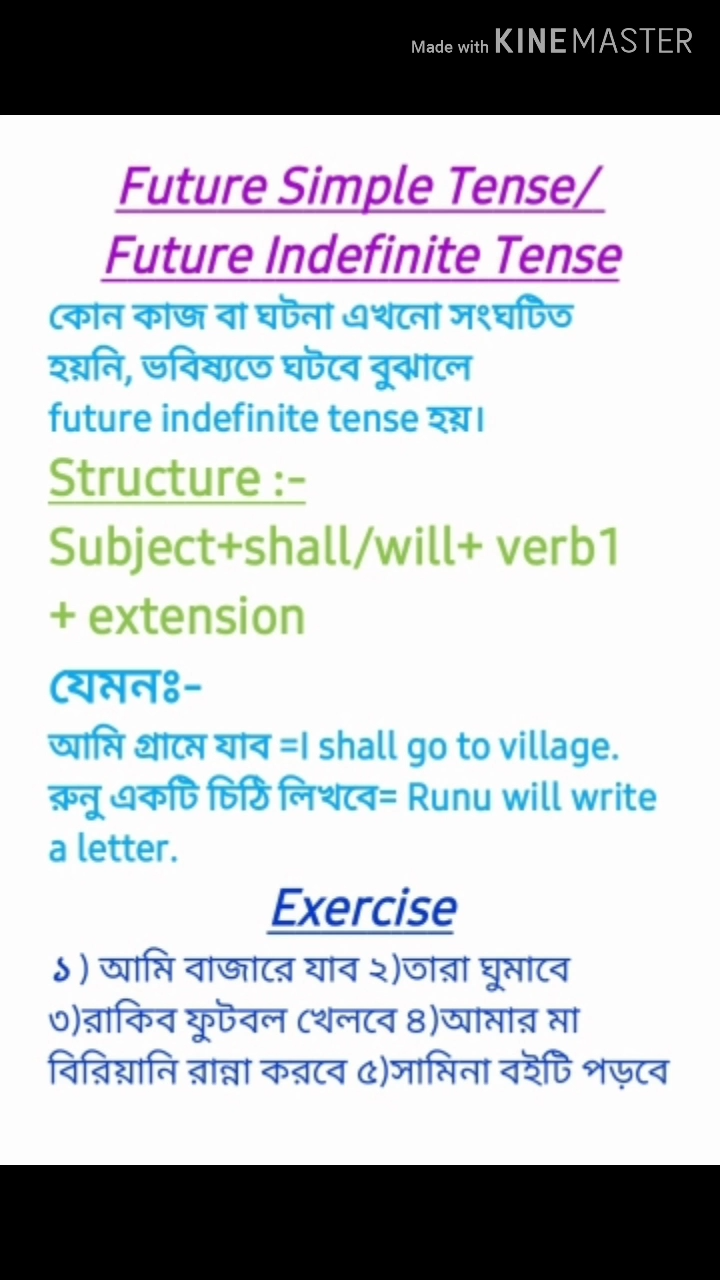 Made with KINEMASTER
Future Simple Tense/
Future Indefinite Tense
কোন কাজ বা ঘটনা এখনো সংঘটিত
হয়নি, ভবিষ্যতে ঘটবে বুঝালে
future indefinite tense হয়।
Structure :-
Subject+shall/will+ verb1
+ extension
যেমনঃ-
আমি গ্রামে যাব =I shall go to village.
রুনু একটি চিঠি লিখবে= Runu will write
a letter.
Exercise
১) আমি বাজারে যাব ২)তারা ঘুমাবে
৩)রাকিব ফুটবল খেলবে ৪)আমার মা
বিরিয়ানি রান্না করবে ৫)সামিনা বইটি পড়বে